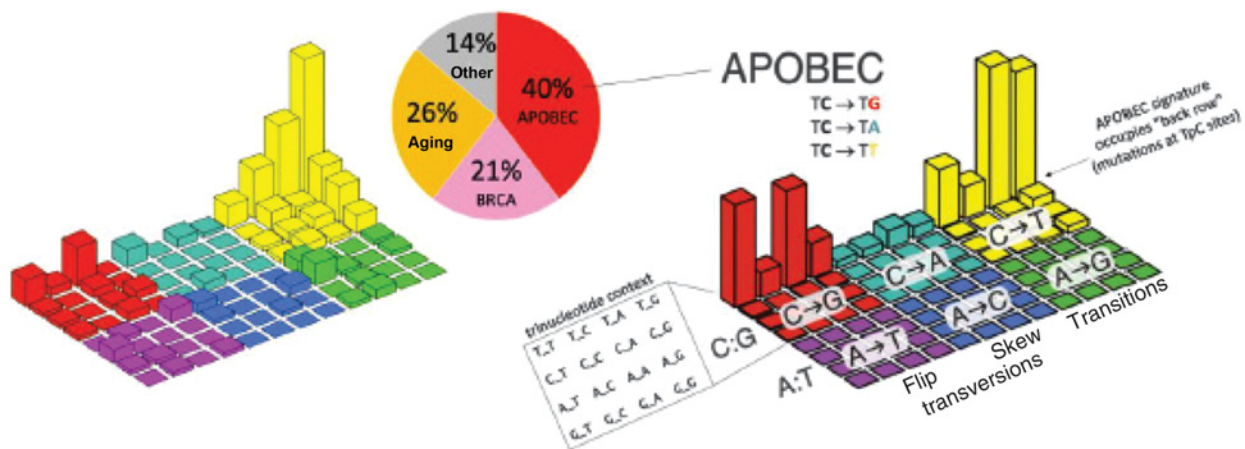 14%
Other
40%
APOBEC
26%
Aging
21%
BRCA
APOBEC
TC → TG
TC → TA
TC → TT
APOBEC signature
occupies "back row"
(mutations at TpC sites)
trinucleotide context
T_T T_C T_A T_G
C_T C_C C_A C_G
A_T A_C A_A A_G
G_T G_C G_A G_G
C:G
A:T
C→G
C→A
C→T
A→T
A→C
A→G
Flip
Skew
transversions
Transitions